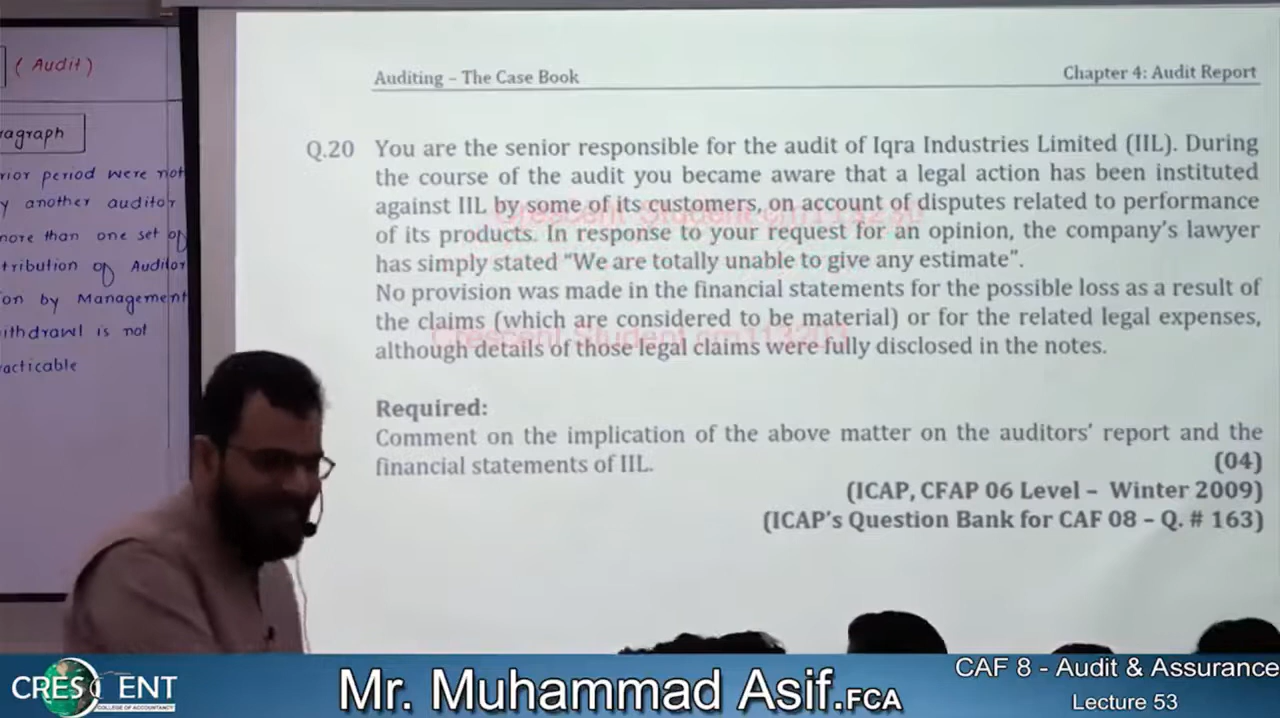 ( Audit )
ragraph
rior period were not
y another auditor
more than one set of
tribution of Auditor
on by Management
ithdrawl is not
racticable
Auditing – The Case Book
Chapter 4: Audit Report
Q.20 You are the senior responsible for the audit of Iqra Industries Limited (IIL). During
the course of the audit you became aware that a legal action has been instituted
against IIL by some of its customers, on account of disputes related to performance
of its products. In response to your request for an opinion, the company's lawyer
has simply stated “We are totally unable to give any estimate”.
No provision was made in the financial statements for the possible loss as a result of
the claims (which are considered to be material) or for the related legal expenses,
although details of those legal claims were fully disclosed in the notes.
Required:
Comment on the implication of the above matter on the auditors' report and the
financial statements of IIL.
(04)
(ICAP, CFAP 06 Level – Winter 2009)
(ICAP's Question Bank for CAF 08 – Q. # 163)
Crescent Student
Crescent Student
CRESCENT
COLLEGE OF ACCOUNTANCY
Mr. Muhammad Asif.FCA
CAF 8 - Audit & Assurance
Lecture 53